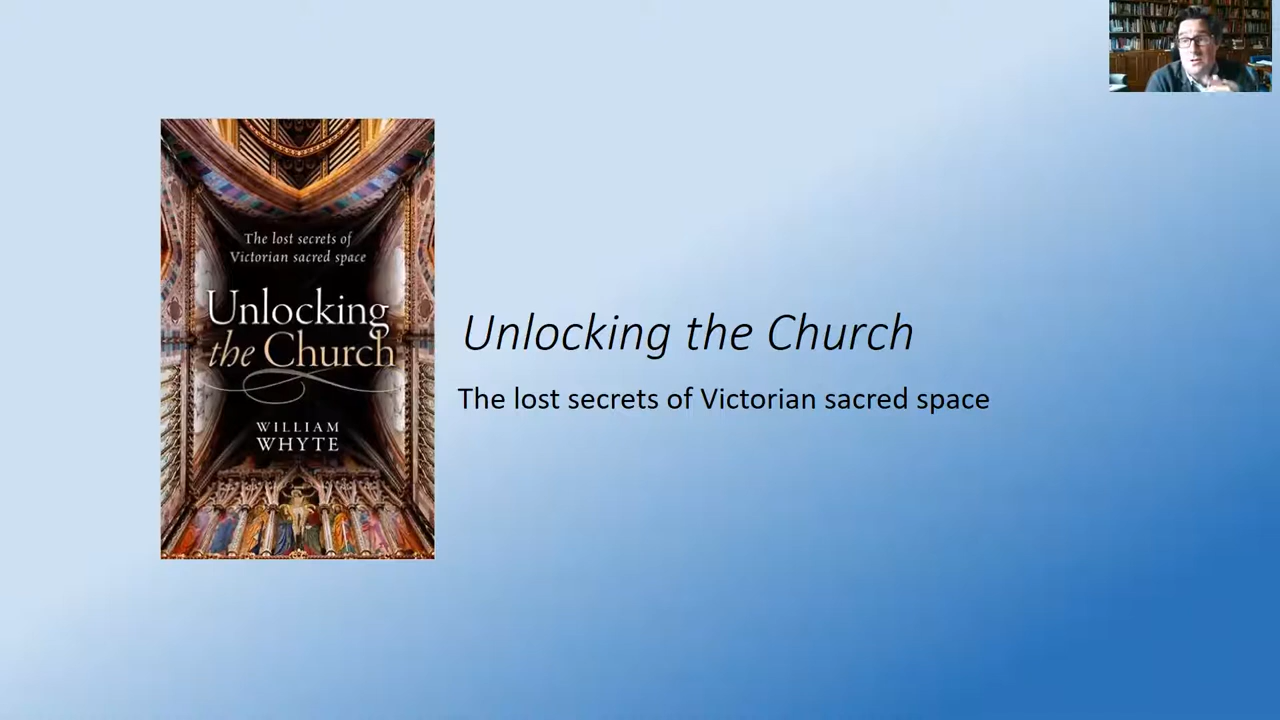 The lost secrets of
Victorian sacred space
Unlocking
the Church
WILLIAM
WHYTE
Unlocking the Church
The lost secrets of Victorian sacred space